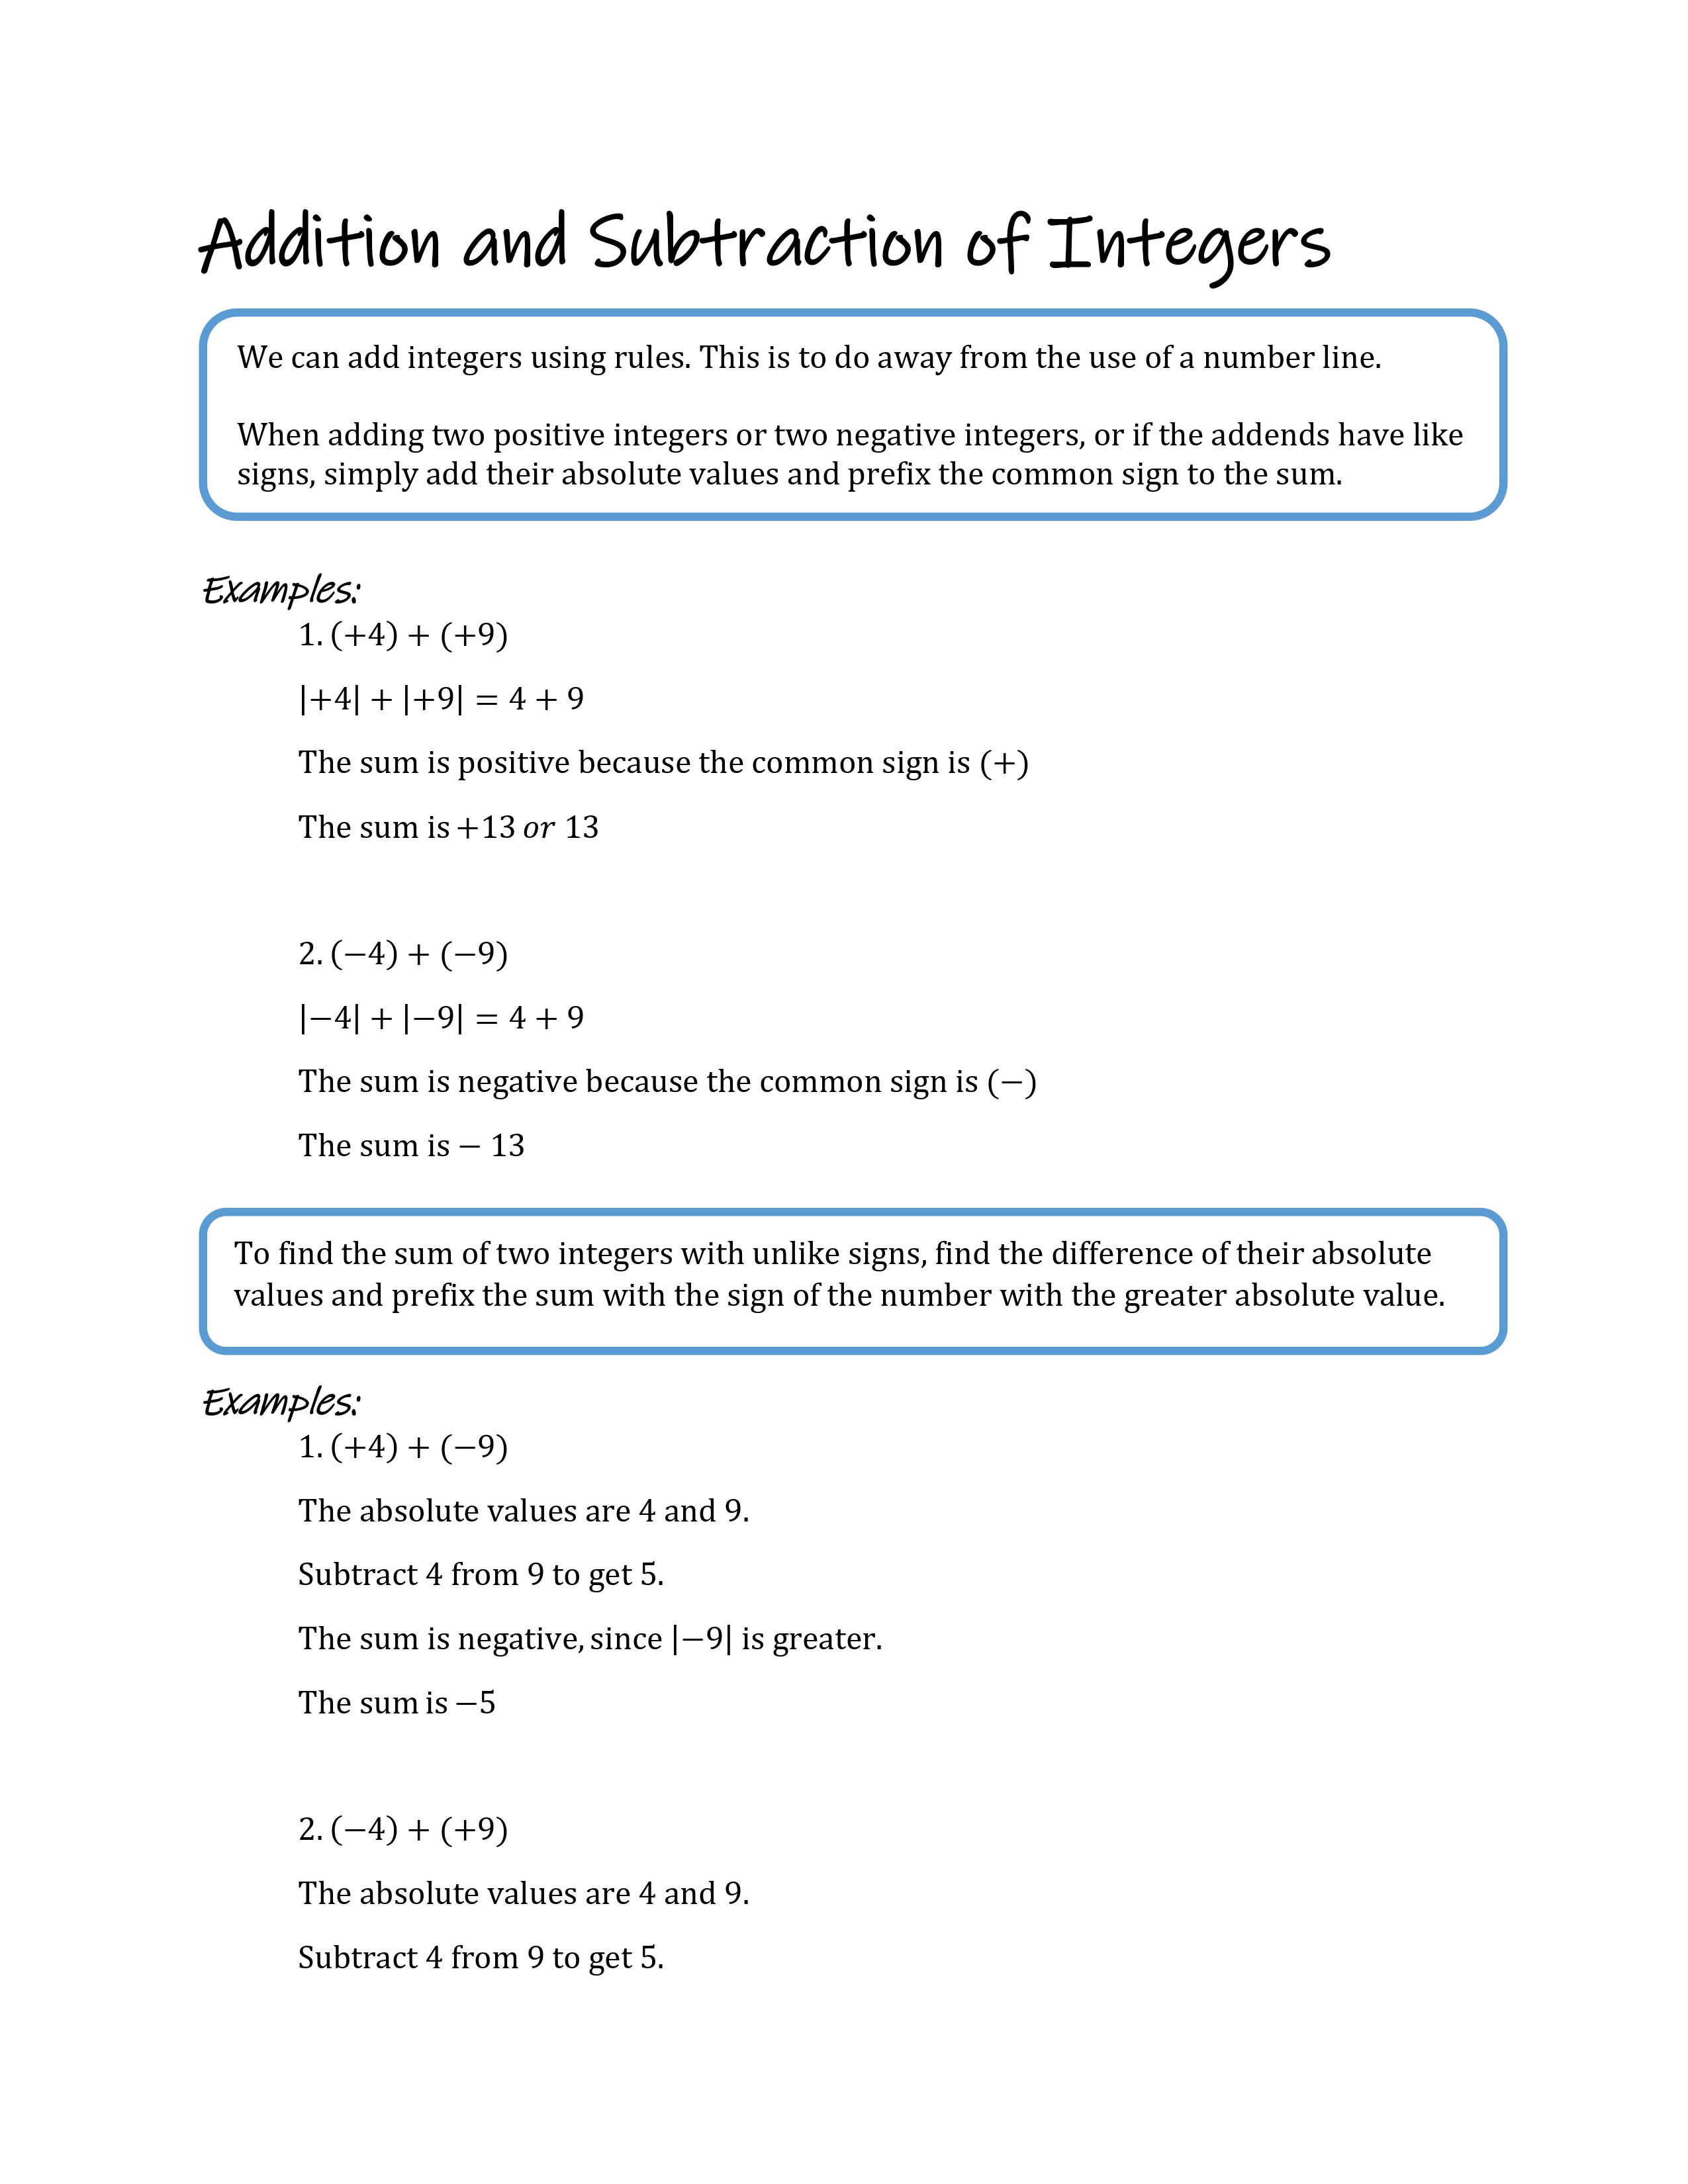 Addition and Subtraction of Integers
We can add integers using rules. This is to do away from the use of a number line.
When adding two positive integers or two negative integers, or if the addends have like
signs, simply add their absolute values and prefix the common sign to the sum.
Examples:
1. (+4) + (+9)
|+4| + |+9| = 4 + 9
The sum is positive because the common sign is (+)
The sum is +13 or 13
2. (−4) + (−9)
|−4| + |−9| = 4 + 9
The sum is negative because the common sign is (−)
The sum is − 13
To find the sum of two integers with unlike signs, find the difference of their absolute
values and prefix the sum with the sign of the number with the greater absolute value.
Examples:
1. (+4) + (−9)
The absolute values are 4 and 9.
Subtract 4 from 9 to get 5.
The sum is negative, since |−9| is greater.
The sum is −5
2. (−4) + (+9)
The absolute values are 4 and 9.
Subtract 4 from 9 to get 5.